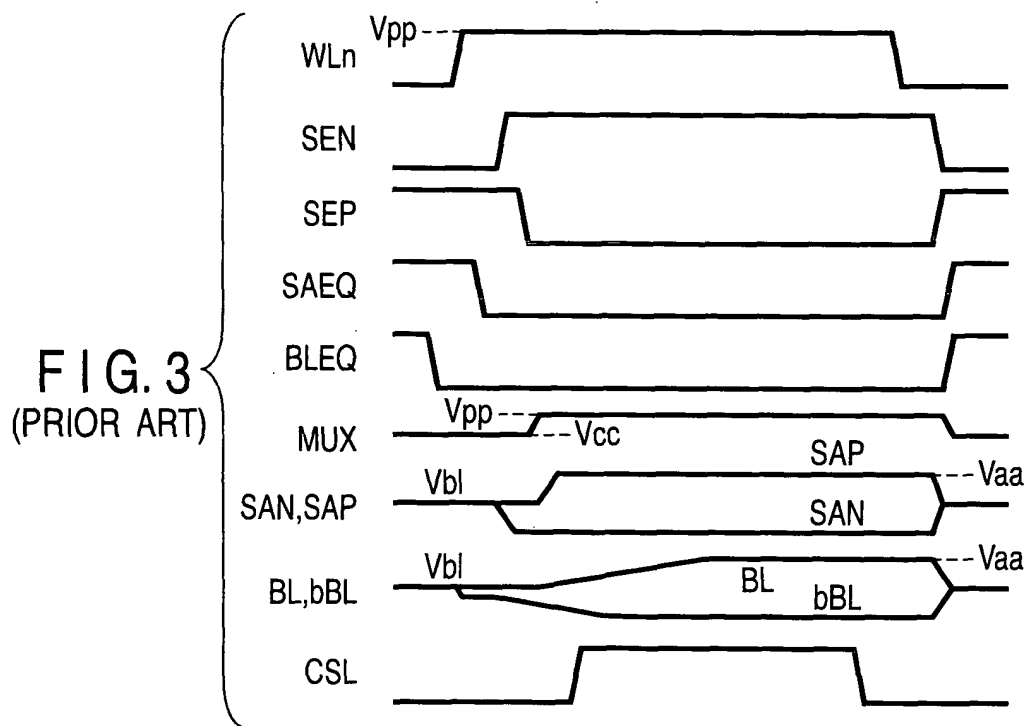 Vpp
WLn
SEN
SEP
SAEQ
BLEQ
FIG. 3
(PRIOR ART)
Vpp
MUX
Vcc
SAP
Vbl
Vaa
SAN,SAP
SAN
Vbl
Vaa
BL,bBL
BL
bBL
CSL